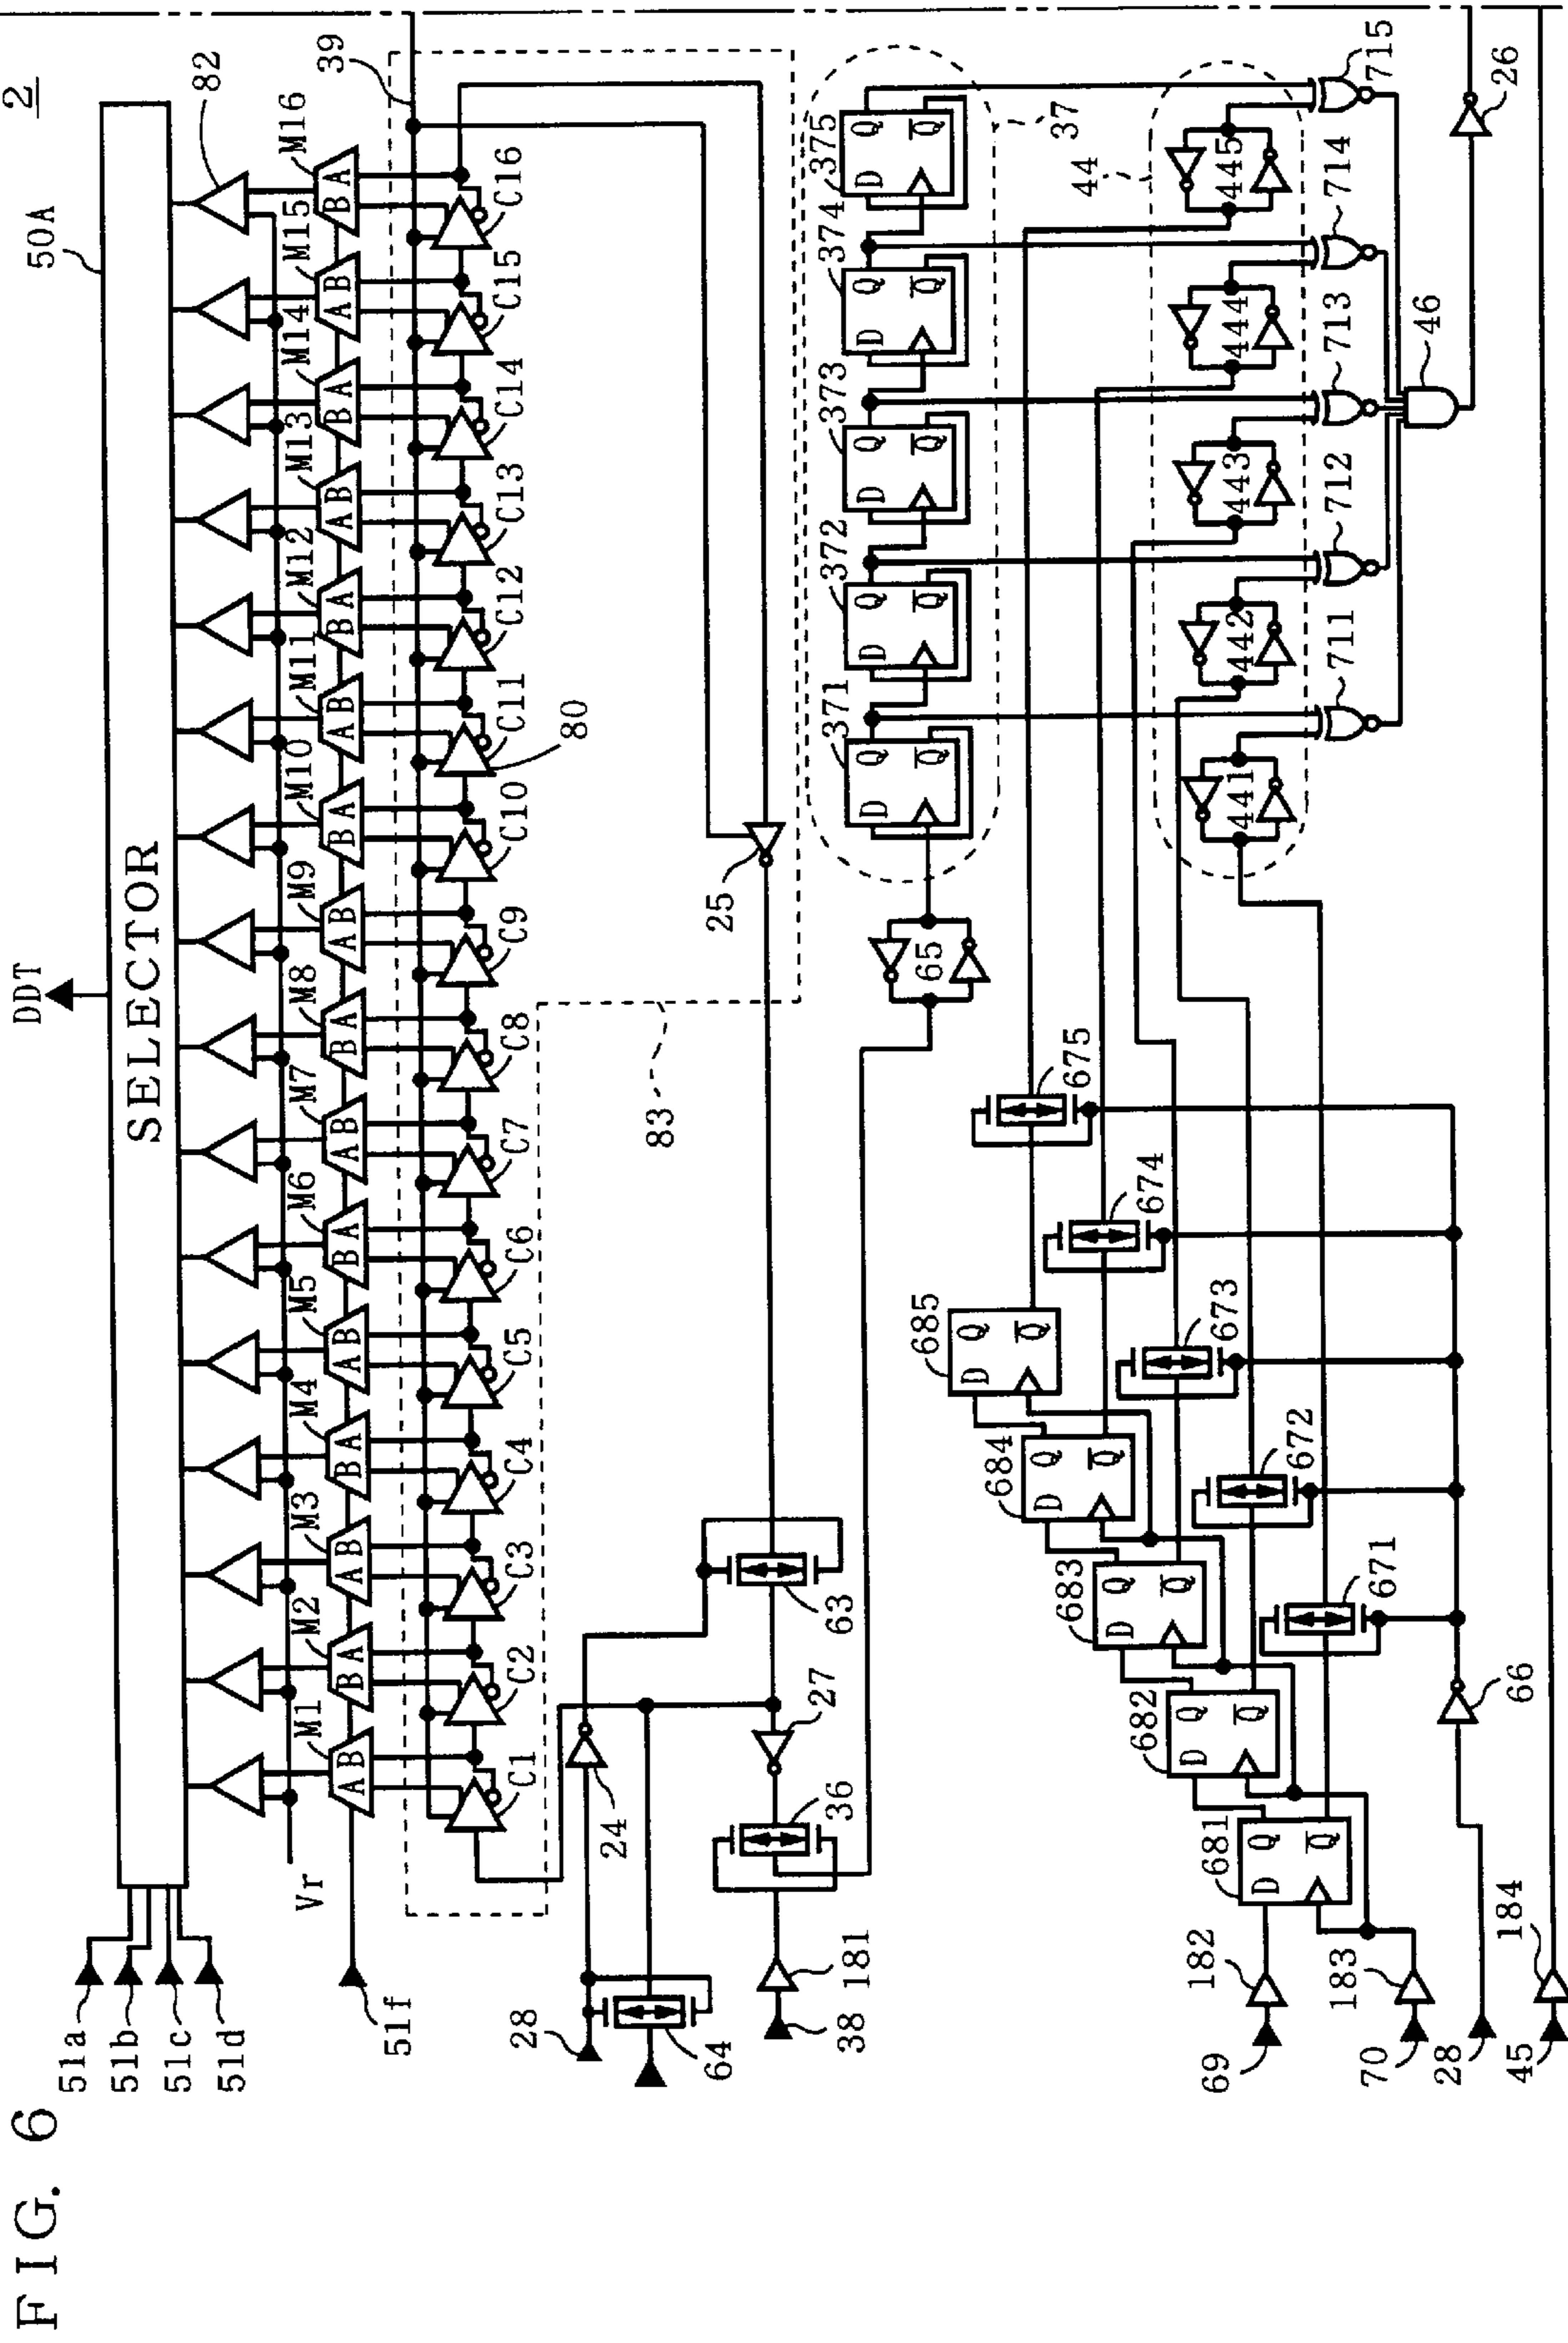 FIG. 6
2
50A
DDT
SELECTOR
82
51a
51b
51c
51d
Vr
M1 M2 M3 M4 M5 M6 M7 M8 M9 M10 M11 M12 M13 M14 M15 M16
A B B A A B B A A B B A A B B A A B B A A B B A A B B A A B B A
51f
39
C1 C2 C3 C4 C5 C6 C7 C8 C9 C10 C11 C12 C13 C14 C15 C16
80
83
25
28
24
63
64
27
36
38
181
65
371 372 373 374 375
D Q Q D Q Q D Q Q D Q Q D Q Q
37
44
441 442 443 444 445
711 712 713 714 715
46
26
685
D Q Q
684
D Q Q
683
D Q Q
682
D Q Q
681
D Q Q
675
674
673
672
671
69
182
70
183
28
66
45
184